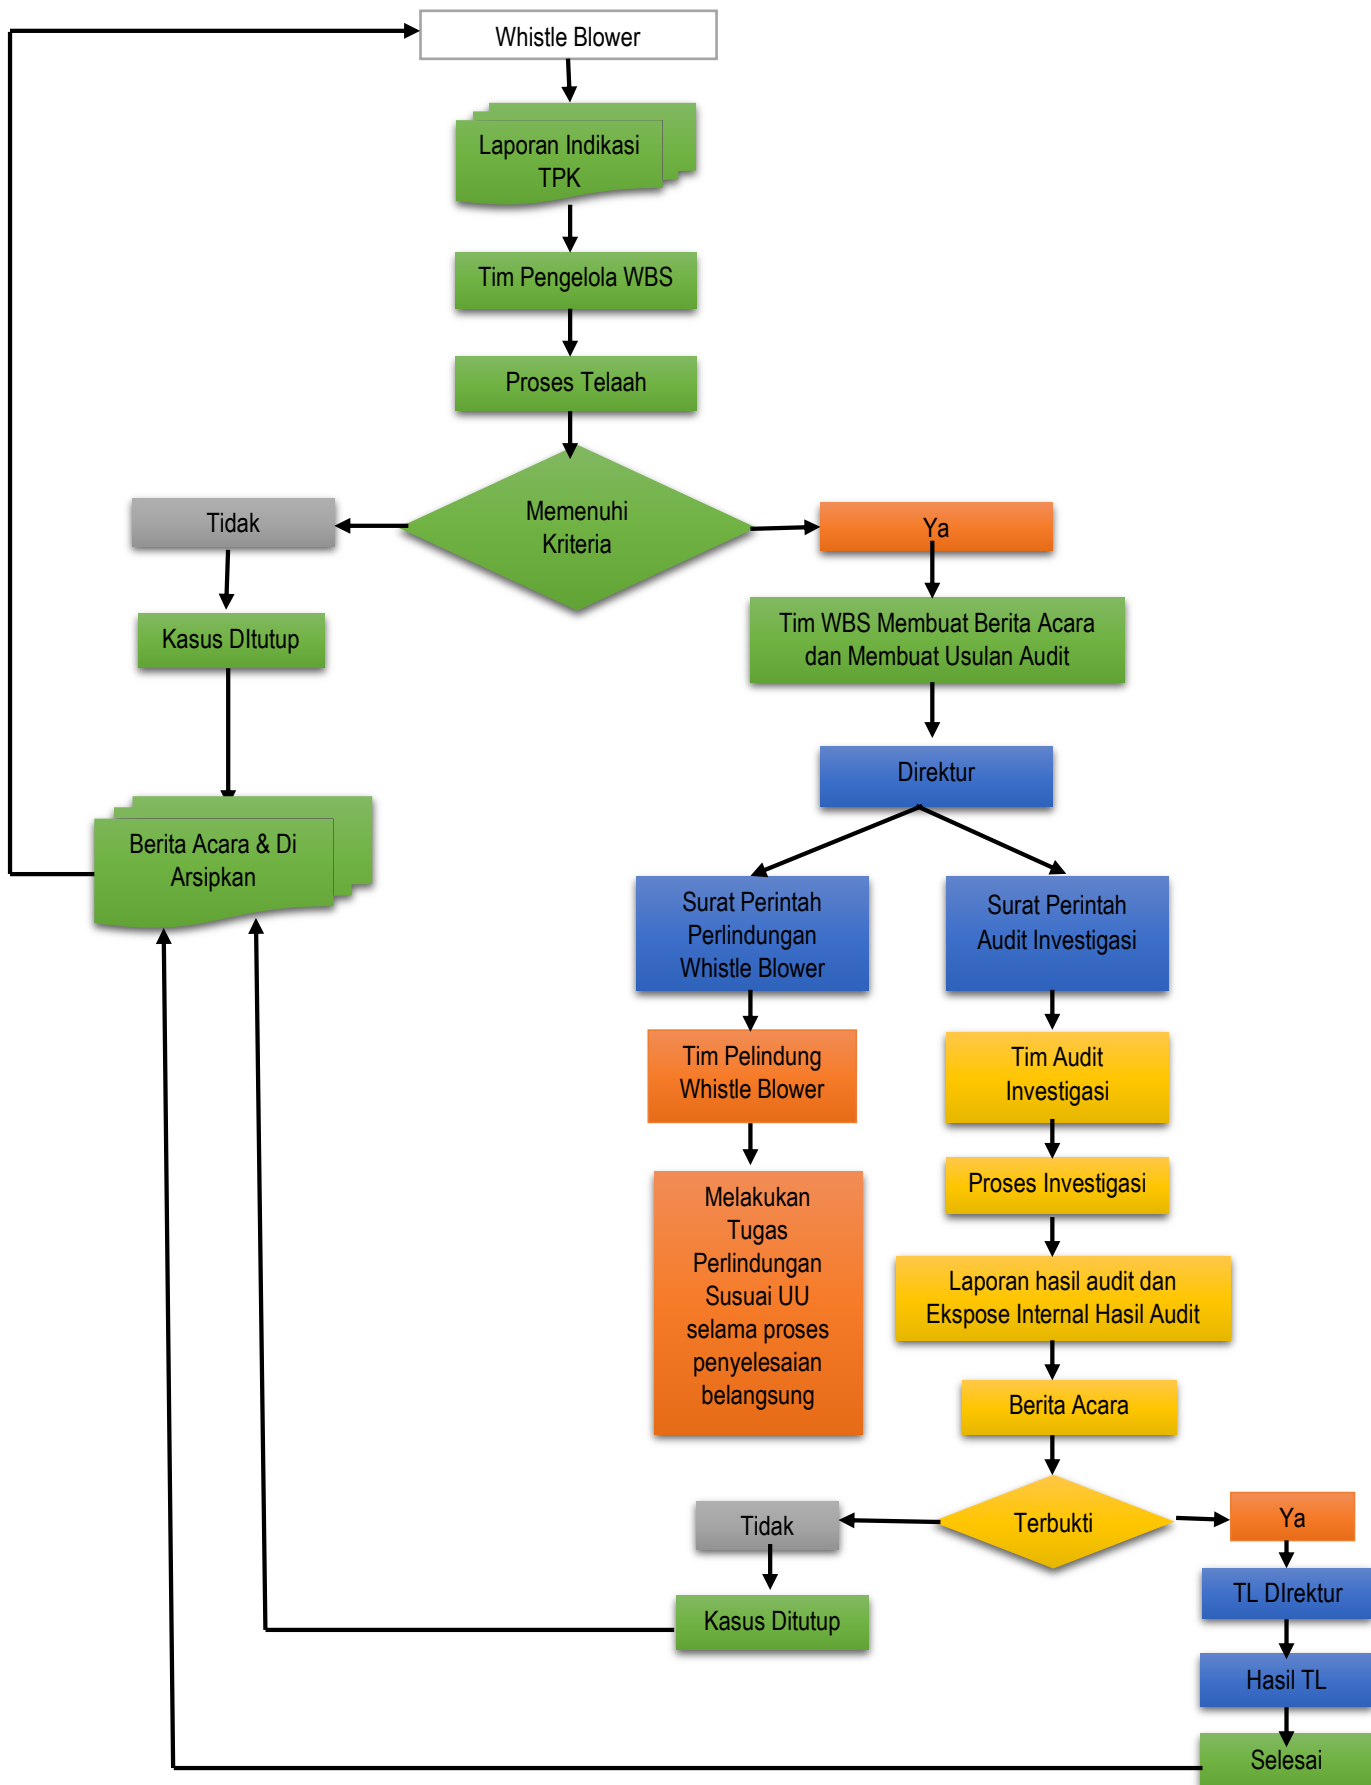 Whistle Blower
Laporan Indikasi
TPK
Tim Pengelola WBS
Proses Telaah
Memenuhi
Kriteria
Tidak
Ya
Kasus DItutup
Tim WBS Membuat Berita Acara
dan Membuat Usulan Audit
Direktur
Berita Acara & Di
Arsipkan
Surat Perintah
Perlindungan
Whistle Blower
Surat Perintah
Audit Investigasi
Tim Pelindung
Whistle Blower
Tim Audit
Investigasi
Melakukan
Tugas
Perlindungan
Susuai UU
selama proses
penyelesaian
belangsung
Proses Investigasi
Laporan hasil audit dan
Ekspose Internal Hasil Audit
Berita Acara
Terbukti
Tidak
Ya
Kasus Ditutup
TL DIrektur
Hasil TL
Selesai